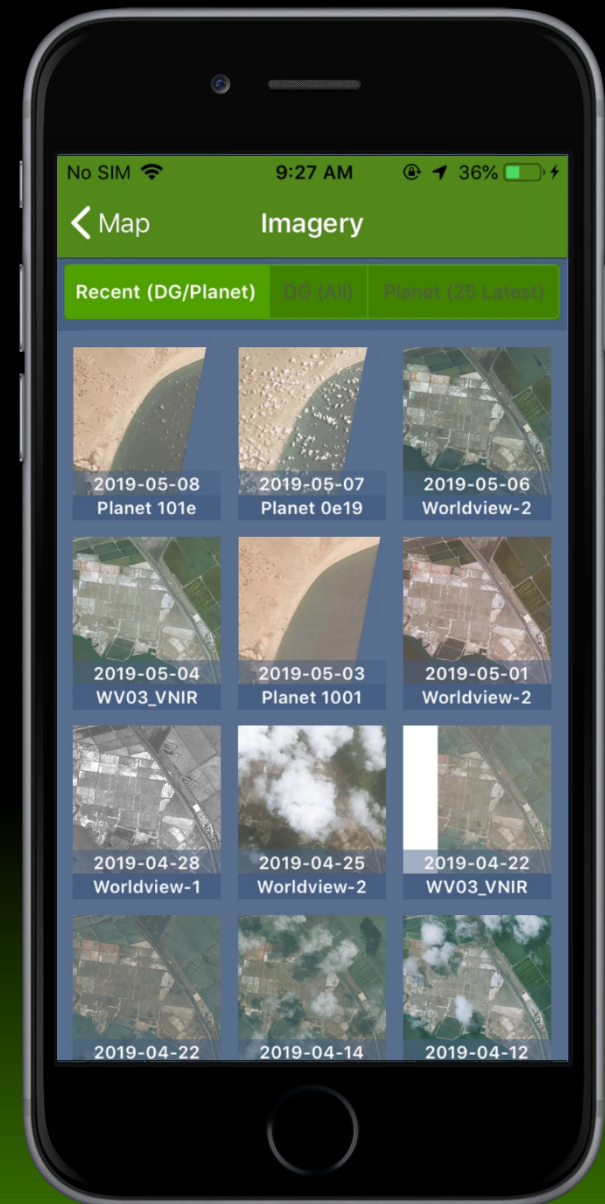 No SIM 9:27 AM 36%
Map Imagery
Recent (DG/Planet) DG (All) Planet (25 Latest)
2019-05-08 2019-05-07 2019-05-06
Planet 101e Planet 0e19 Worldview-2
2019-05-04 2019-05-03 2019-05-01
WV03_VNIR Planet 1001 Worldview-2
2019-04-28 2019-04-25 2019-04-22
Worldview-1 Worldview-2 WV03_VNIR
2019-04-22 2019-04-14 2019-04-12